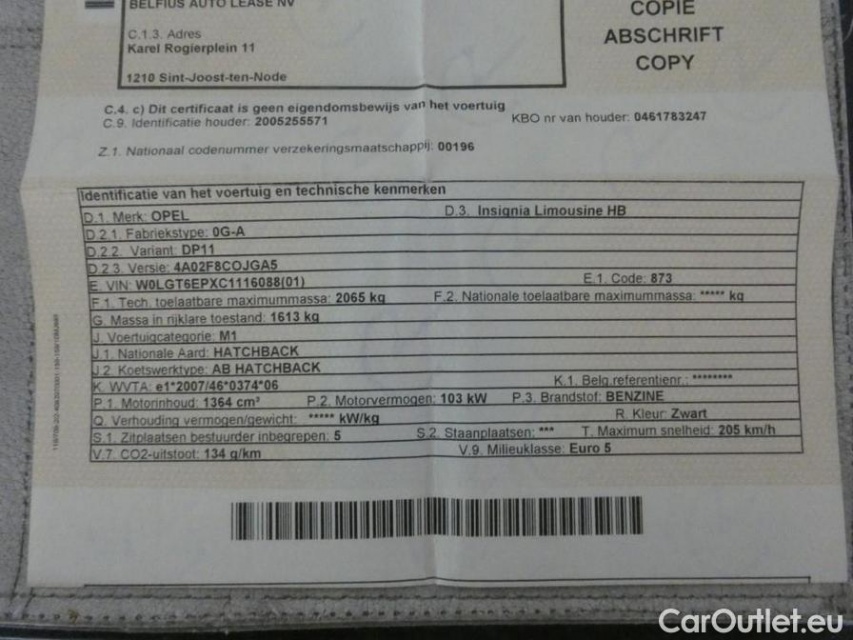 BELFIUS AUTO LEASE NV
COPIE
C.1.3. Adres
ABSCHRIFT
Karel Rogierplein 11
COPY
1210 Sint-Joost-ten-Node
C.4. c) Dit certificaat is geen eigendomsbewijs van het voertuig
C.9. Identificatie houder: 2005255571 KBO nr van houder: 0461783247
Z.1. Nationaal codenummer verzekeringsmaatschappij: 00196
Identificatie van het voertuig en technische kenmerken
D.1. Merk: OPEL D.3. Insignia Limousine HB
D.2.1. Fabriekstype: 0G-A
D.2.2. Variant: DP11
D.2.3. Versie: 4A02F8COJGA5
E. VIN: W0LGT6EPXC1116088(01) E.1. Code: 873
F.1. Tech. toelaatbare maximummassa: 2065 kg F.2. Nationale toelaatbare maximummassa: ***** kg
G. Massa in rijklare toestand: 1613 kg
J. Voertuigcategorie: M1
J.1. Nationale Aard: HATCHBACK
J.2. Koetswerktype: AB HATCHBACK
K. WVTA: e1*2007/46*0374*06 K.1. Belg.referentienr.: ********
P.1. Motorinhoud: 1364 cm³ P.2. Motorvermogen: 103 kW P.3. Brandstof: BENZINE
Q. Verhouding vermogen/gewicht: ***** kW/kg R. Kleur: Zwart
S.1. Zitplaatsen bestuurder inbegrepen: 5 S.2. Staanplaatsen: *** T. Maximum snelheid: 205 km/h
V.7. CO2-uitstoot: 134 g/km V.9. Milieuklasse: Euro 5
CarOutlet.eu